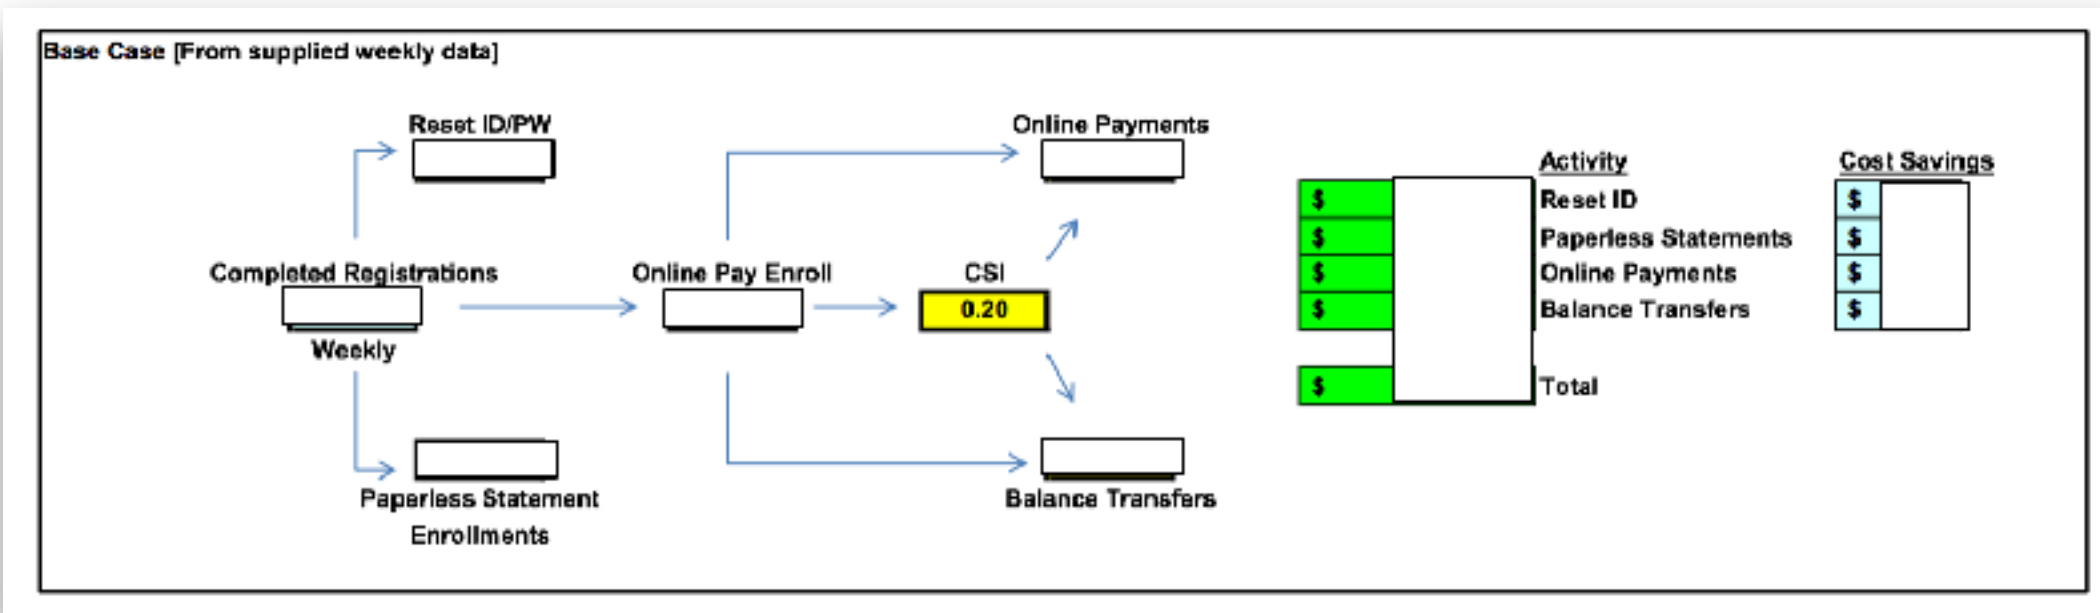 Base Case [From supplied weekly data]
Reset ID/PW
Online Payments
Activity
Cost Savings
$
Reset ID
$
$
Paperless Statements
$
Completed Registrations
Online Pay Enroll
CSI
$
Online Payments
$
0.20
$
Balance Transfers
$
Weekly
$
Total
Paperless Statement
Enrollments
Balance Transfers